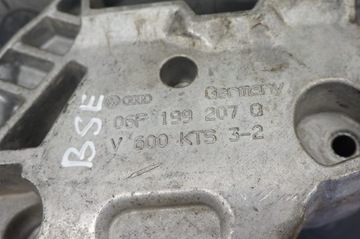 Germany
06F 199 207 Q
V 600 KTS 3-2
BSE